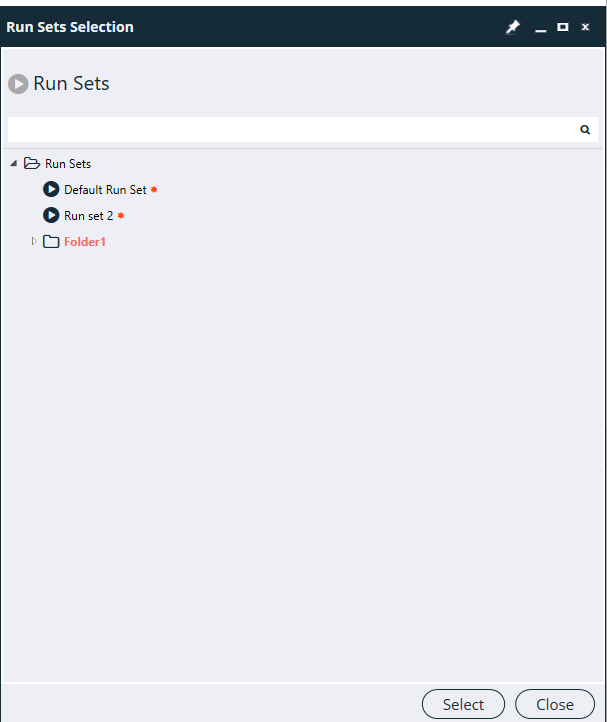 Run Sets Selection
Run Sets
Run Sets
Default Run Set
Run set 2
Folder1
Select Close